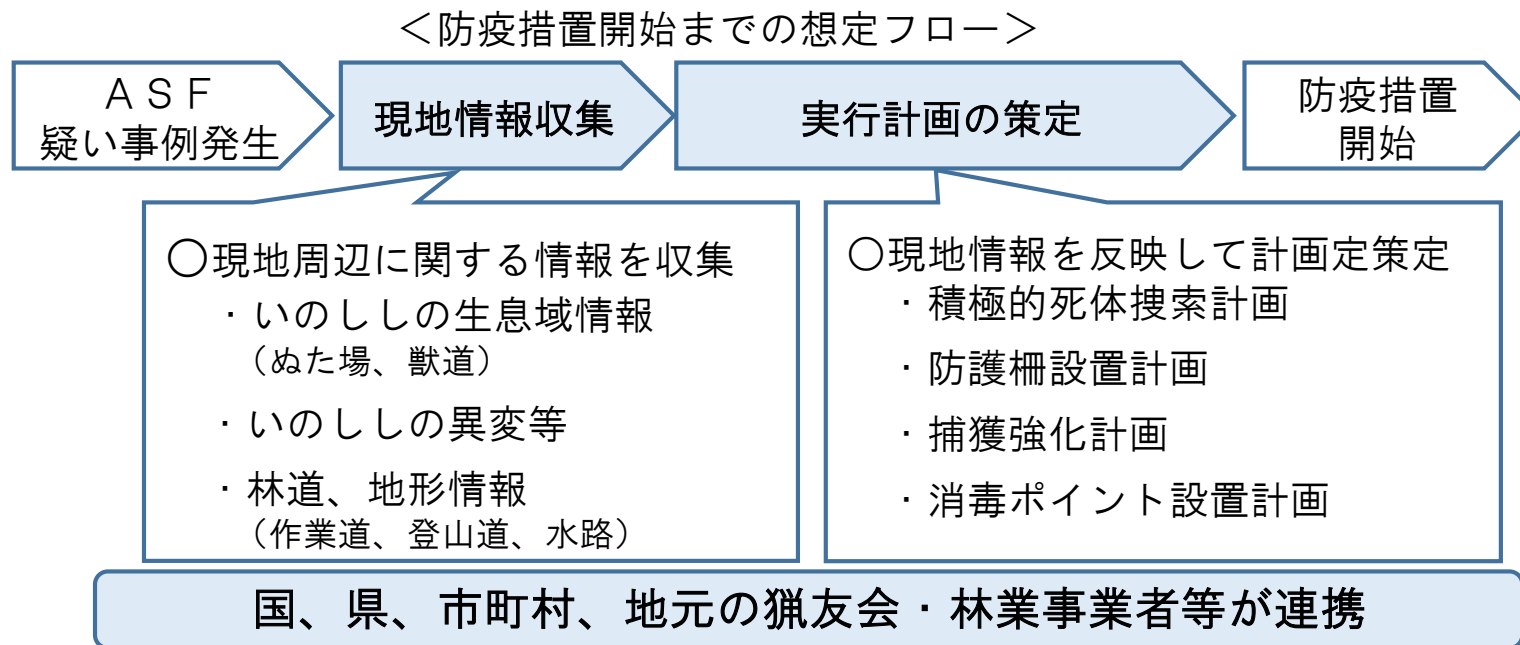 ＜防疫措置開始までの想定フロー＞
ＡＳＦ
疑い事例発生
現地情報収集
実行計画の策定
防疫措置
開始
〇現地周辺に関する情報を収集
・いのししの生息域情報
（ぬた場、獣道）
・いのししの異変等
・林道、地形情報
（作業道、登山道、水路）
〇現地情報を反映して計画定策定
・積極的死体捜索計画
・防護柵設置計画
・捕獲強化計画
・消毒ポイント設置計画
国、県、市町村、地元の猟友会・林業事業者等が連携